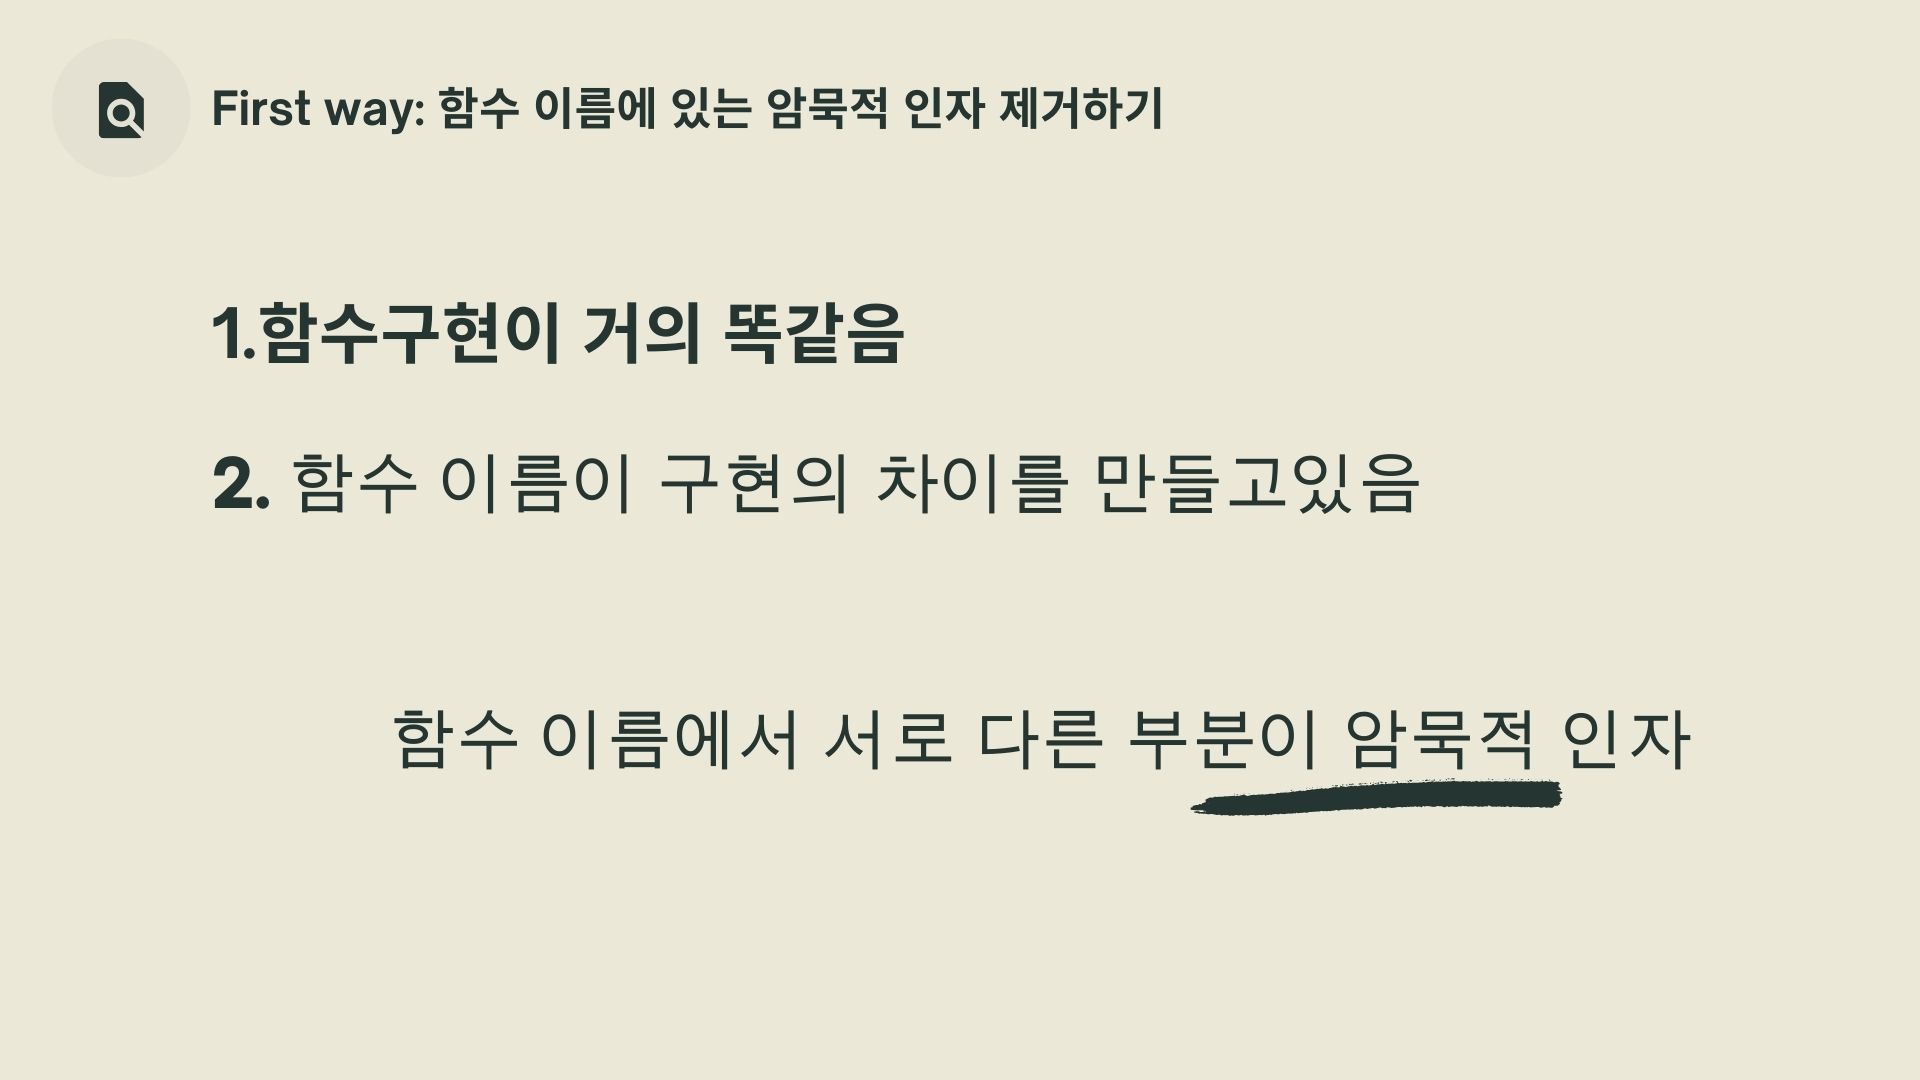 First way: 함수 이름에 있는 암묵적 인자 제거하기
1.함수구현이 거의 똑같음
2. 함수 이름이 구현의 차이를 만들고있음
함수 이름에서 서로 다른 부분이 암묵적 인자